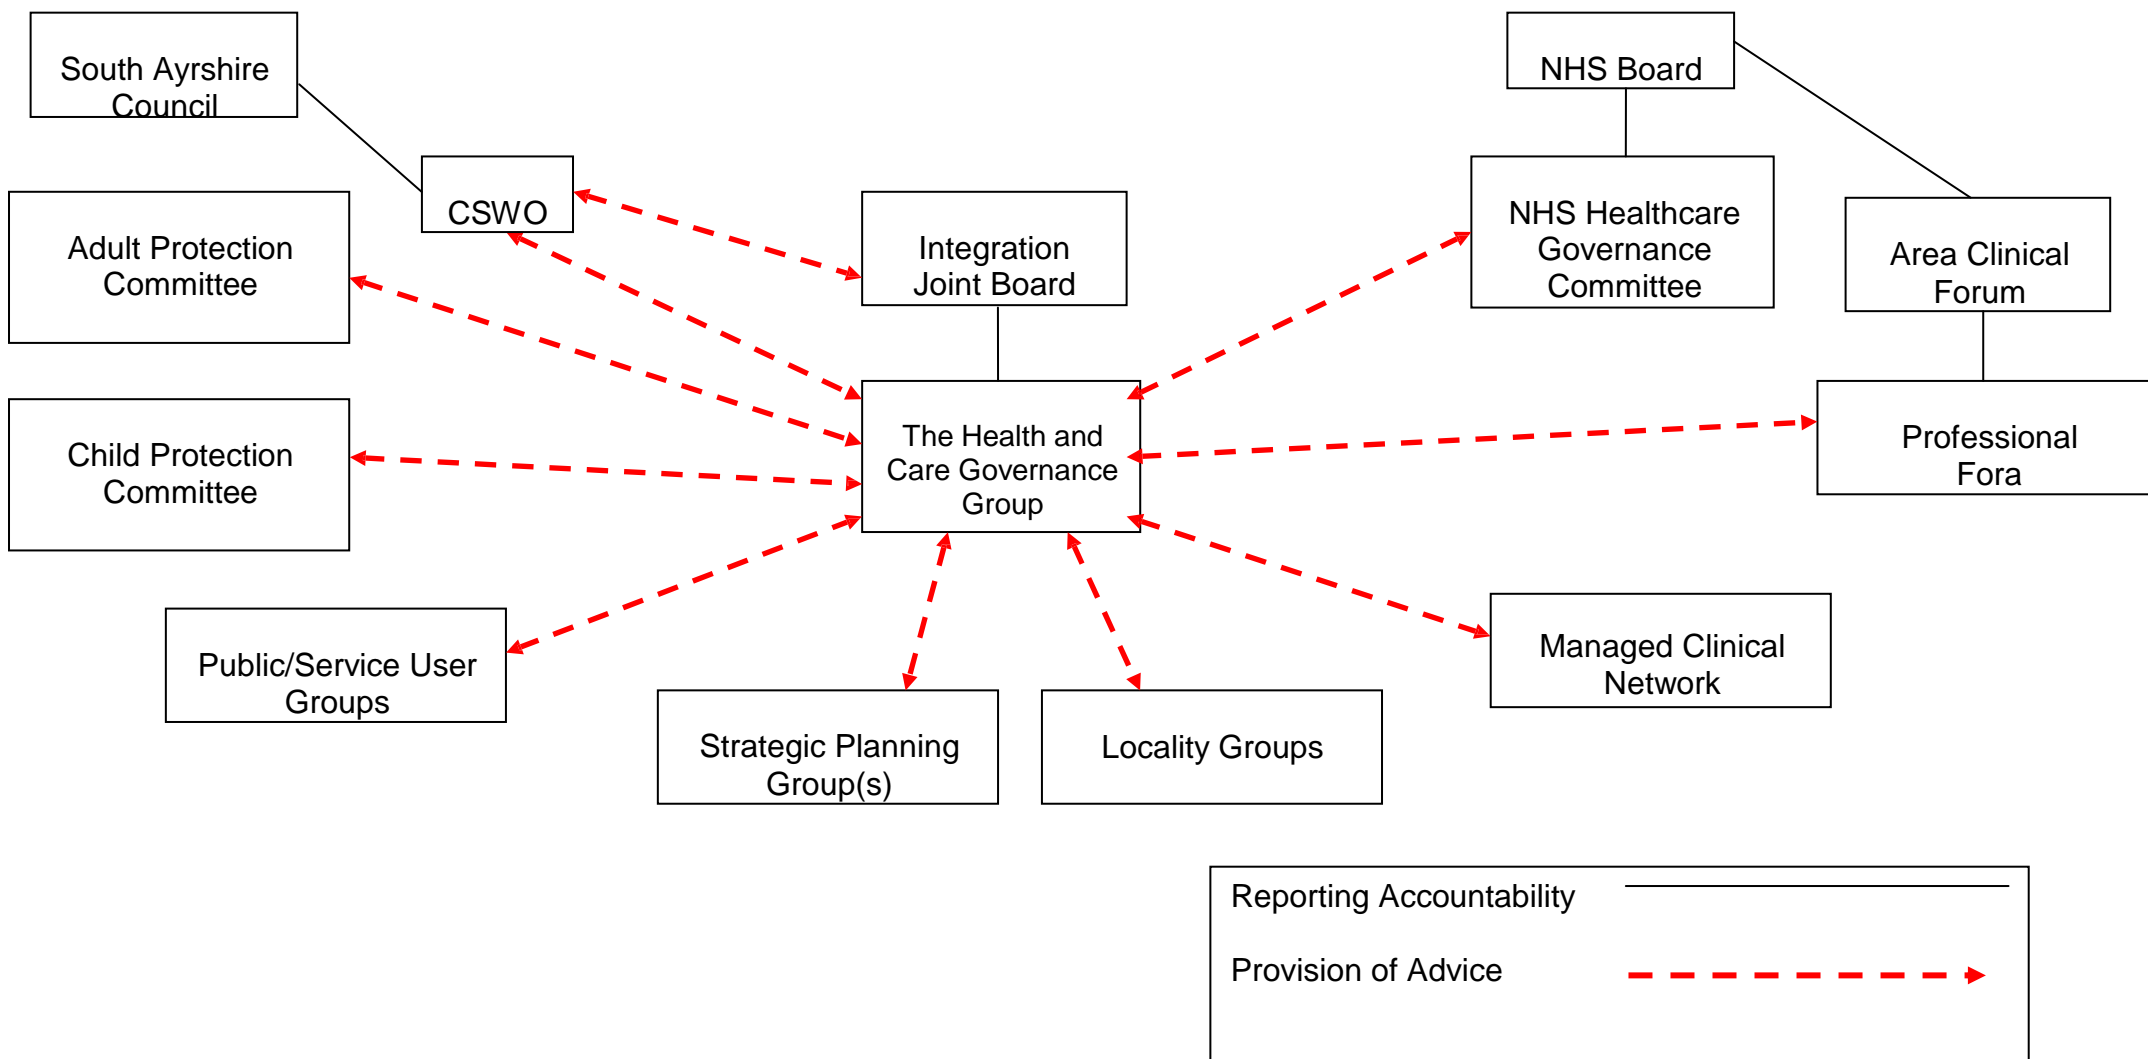 South Ayrshire
Council
NHS Board
CSWO
NHS Healthcare
Governance
Committee
Adult Protection
Committee
Integration
Joint Board
Area Clinical
Forum
Child Protection
Committee
The Health and
Care Governance
Group
Professional
Fora
Public/Service User
Groups
Managed Clinical
Network
Strategic Planning
Group(s)
Locality Groups
Reporting Accountability
Provision of Advice